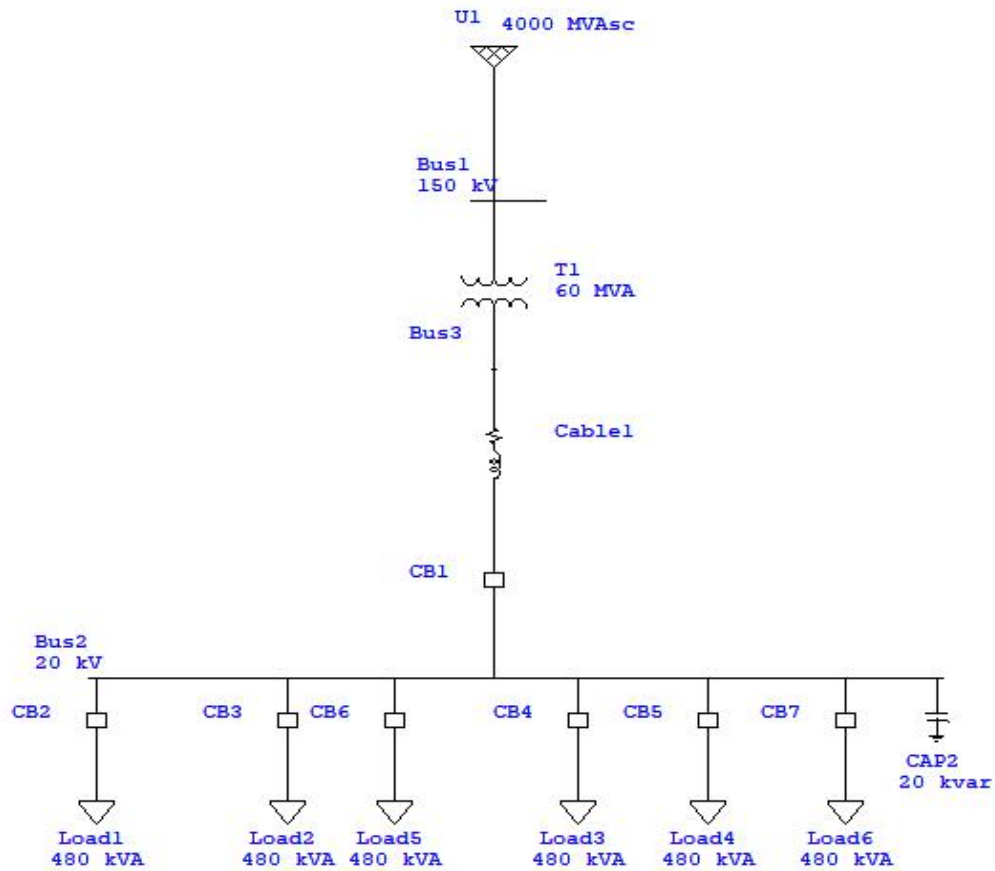 U1 4000 MVAsc
Bus1
150 kV
T1
60 MVA
Bus3
Cable1
CB1
Bus2
20 kV
CB2
CB3
CB6
CB4
CB5
CB7
CAP2
20 kvar
Load1
480 kVA
Load2
480 kVA
Load5
480 kVA
Load3
480 kVA
Load4
480 kVA
Load6
480 kVA